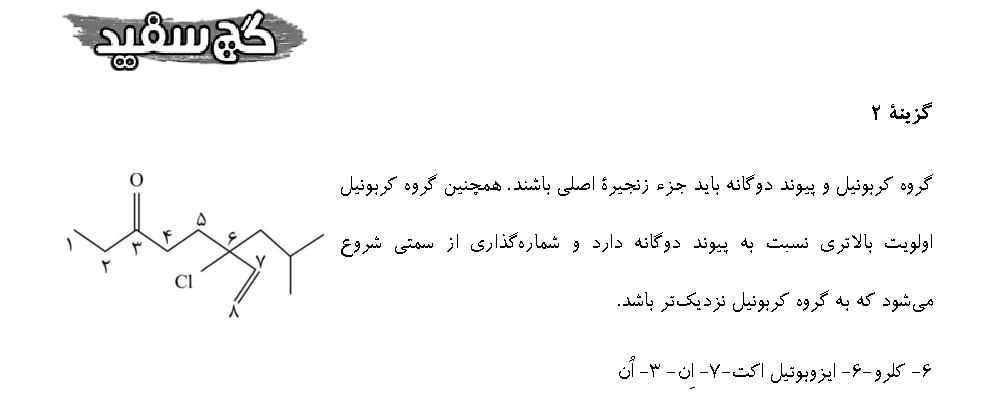 گچ سفید
گزینهٔ ۲
گروه کربونیل و پیوند دوگانه باید جزء زنجیرهٔ اصلی باشند. همچنین گروه کربونیل
اولویت بالاتری نسبت به پیوند دوگانه دارد و شماره‌گذاری از سمتی شروع
می‌شود که به گروه کربونیل نزدیک‌تر باشد.
O
۱
۲
۳
۴
۵
۶
۷
Cl
۸
۶- کلرو-۶- ایزوبوتیل اکت-۷- اِن- ۳- اُن